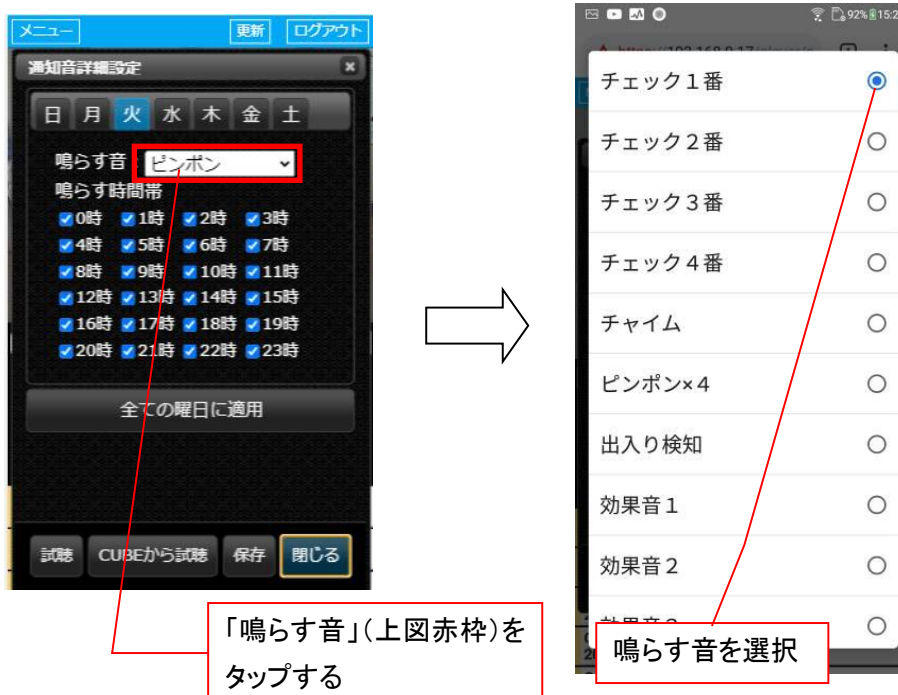 メニュー 更新 ログアウト
通知音詳細設定 ×
日 月 火 水 木 金 土
鳴らす音: ピンポン
鳴らす時間帯
0時 1時 2時 3時
4時 5時 6時 7時
8時 9時 10時 11時
12時 13時 14時 15時
16時 17時 18時 19時
20時 21時 22時 23時
全ての曜日に適用
試聴 CUBEから試聴 保存 閉じる
「鳴らす音」(上図赤枠)を
タップする
92% 15:2
チェック1番
チェック2番
チェック3番
チェック4番
チャイム
ピンポン×4
出入り検知
効果音1
効果音2
鳴らす音を選択